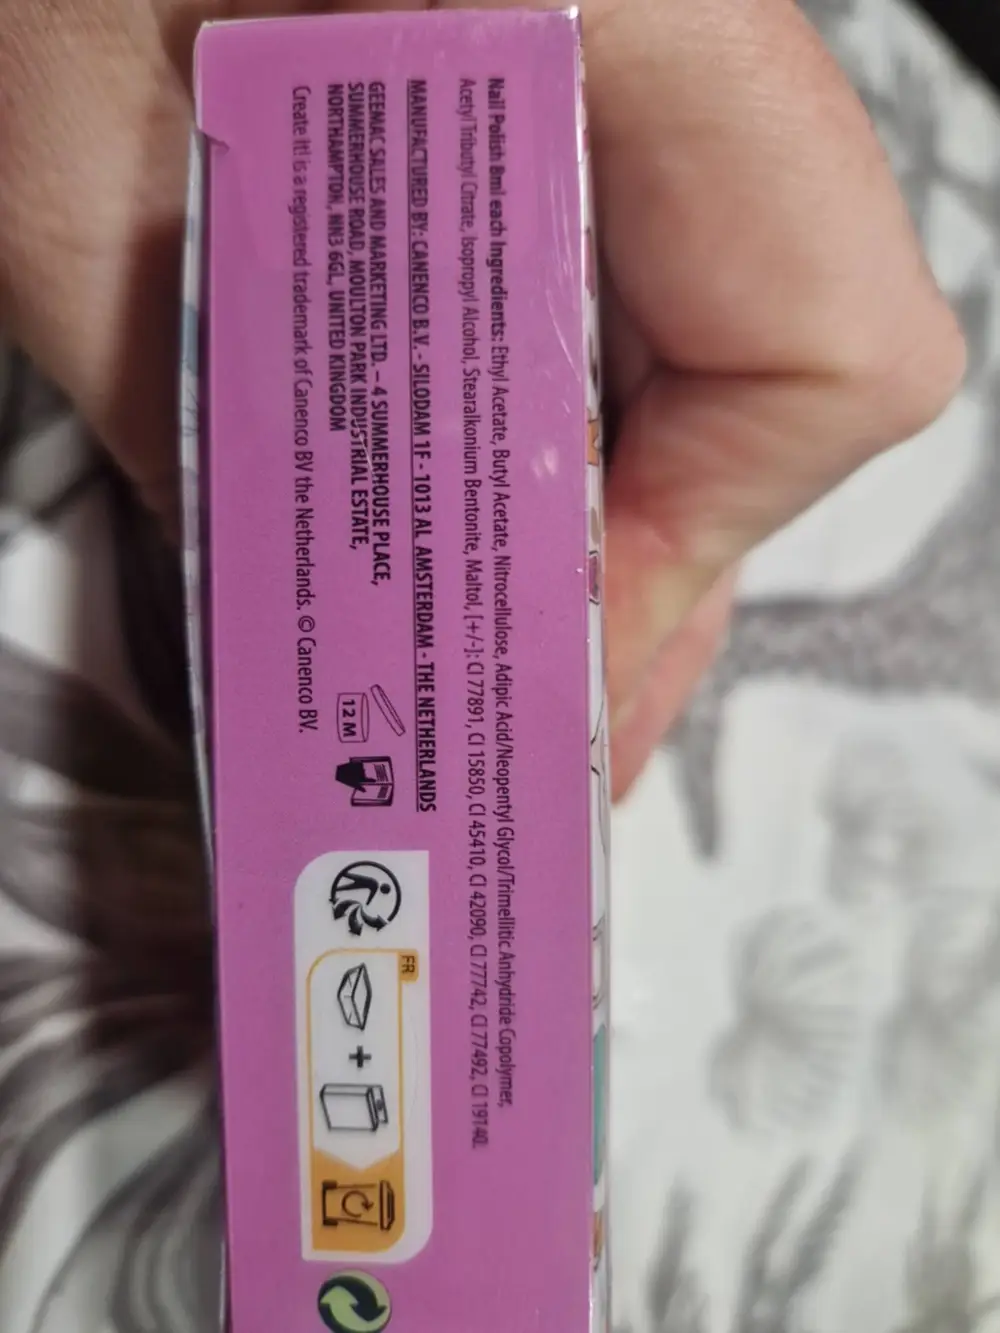 Nail Polish 8ml each Ingredients: Ethyl Acetate, Butyl Acetate, Nitrocellulose, Adipic Acid/Neopentyl Glycol/Trimellitic Anhydride Copolymer,
Acetyl Tributyl Citrate, Isopropyl Alcohol, Stearalkonium Bentonite, Maltol, [+/-]: CI 77891, CI 15850, CI 45410, CI 42090, CI 77742, CI 77492, CI 19140.
MANUFACTURED BY: CANENCO B.V. - SILODAM 1F - 1013 AL AMSTERDAM - THE NETHERLANDS
GEEMAC SALES AND MARKETING LTD. – 4 SUMMERHOUSE PLACE,
SUMMERHOUSE ROAD, MOULTON PARK INDUSTRIAL ESTATE,
NORTHAMPTON, NN3 6GL, UNITED KINGDOM
Create It! is a registered trademark of Canenco BV the Netherlands. © Canenco BV.
12 M
FR
+